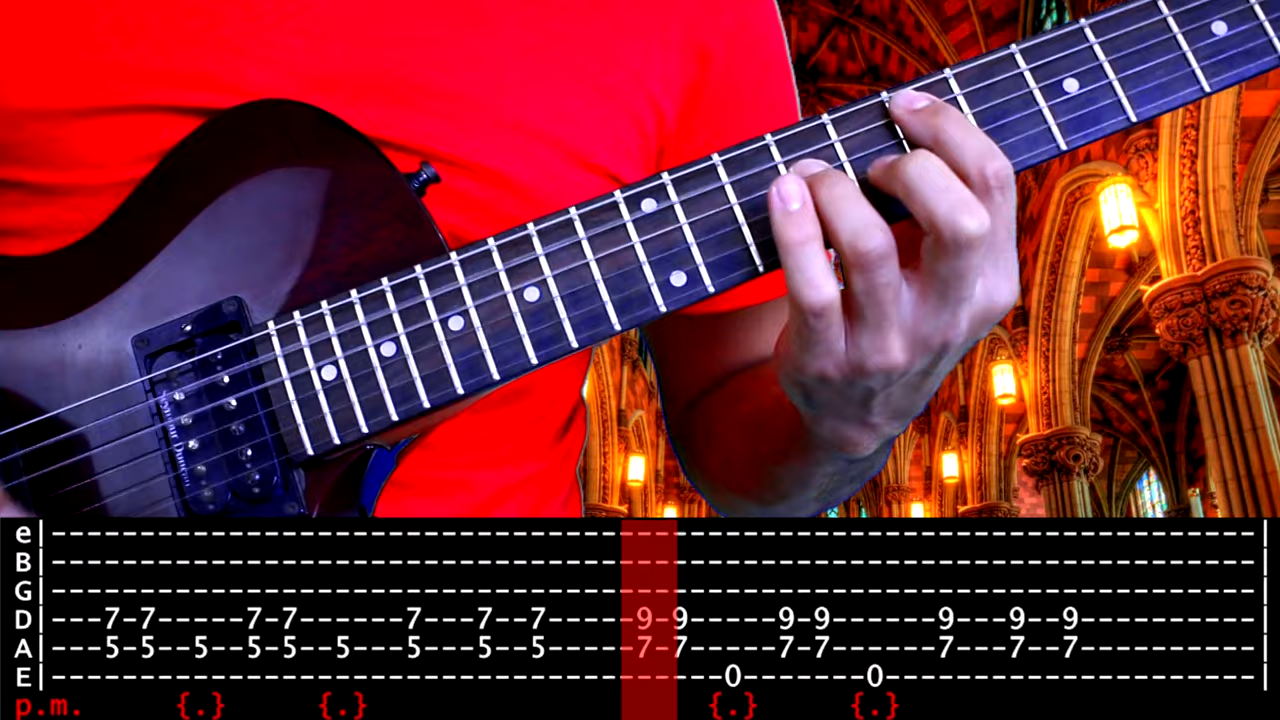 e|--------------------------------------------------------------------|
B|--------------------------------------------------------------------|
G|--------------------------------------------------------------------|
D|---7-7-----7-7------7---7--7-----9-9-----9-9------9---9--9----------|
A|---5-5--5--5-5--5---5---5--5-----7-7-----7-7------7---7--7----------|
E|--------------------------------------0-------0---------------------|
p.m. {.} {.} {.} {.}